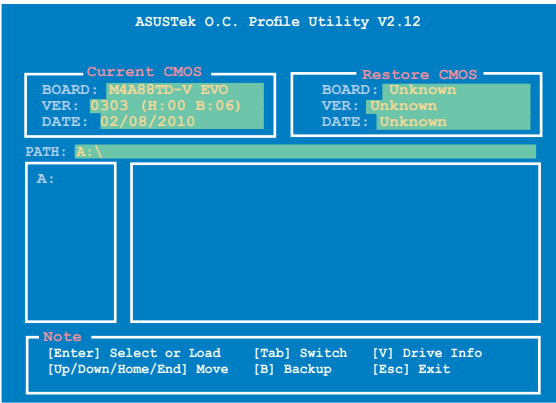 ASUSTek O.C. Profile Utility V2.12
Current CMOS
BOARD: M4A88TD-V EVO
VER: 0303 (H:00 B:06)
DATE: 02/08/2010
Restore CMOS
BOARD: Unknown
VER: Unknown
DATE: Unknown
PATH: A:\
A:
Note
[Enter] Select or Load [Tab] Switch [V] Drive Info
[Up/Down/Home/End] Move [B] Backup [Esc] Exit